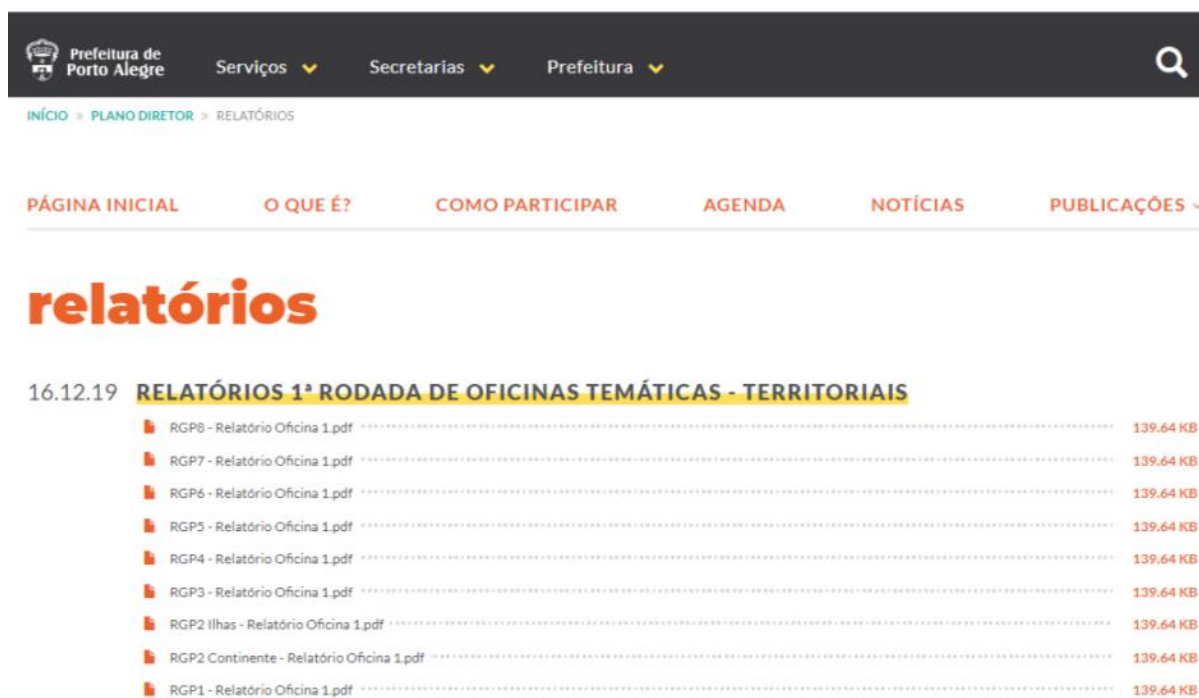 Prefeitura de
Porto Alegre
Serviços Secretarias Prefeitura
INÍCIO » PLANO DIRETOR » RELATÓRIOS
PÁGINA INICIAL O QUE É? COMO PARTICIPAR AGENDA NOTÍCIAS PUBLICAÇÕES
relatórios
16.12.19 RELATÓRIOS 1ª RODADA DE OFICINAS TEMÁTICAS - TERRITORIAIS
RGP8 - Relatório Oficina 1.pdf 139.64 KB
RGP7 - Relatório Oficina 1.pdf 139.64 KB
RGP6 - Relatório Oficina 1.pdf 139.64 KB
RGP5 - Relatório Oficina 1.pdf 139.64 KB
RGP4 - Relatório Oficina 1.pdf 139.64 KB
RGP3 - Relatório Oficina 1.pdf 139.64 KB
RGP2 Ilhas - Relatório Oficina 1.pdf 139.64 KB
RGP2 Continente - Relatório Oficina 1.pdf 139.64 KB
RGP1 - Relatório Oficina 1.pdf 139.64 KB